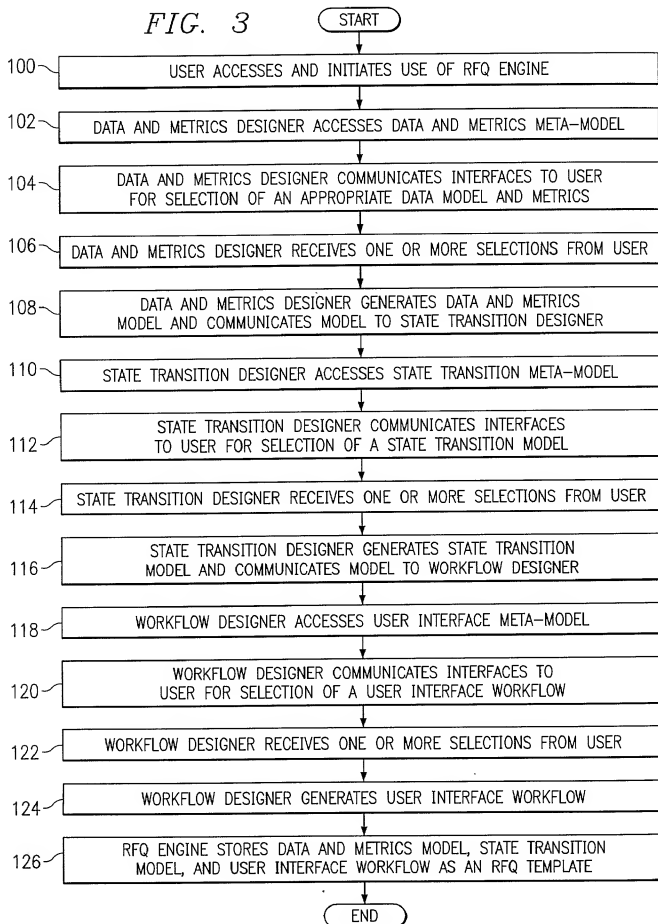 FIG. 3
START
100
USER ACCESSES AND INITIATES USE OF RFQ ENGINE
102
DATA AND METRICS DESIGNER ACCESSES DATA AND METRICS META-MODEL
104
DATA AND METRICS DESIGNER COMMUNICATES INTERFACES TO USER
FOR SELECTION OF AN APPROPRIATE DATA MODEL AND METRICS
106
DATA AND METRICS DESIGNER RECEIVES ONE OR MORE SELECTIONS FROM USER
108
DATA AND METRICS DESIGNER GENERATES DATA AND METRICS
MODEL AND COMMUNICATES MODEL TO STATE TRANSITION DESIGNER
110
STATE TRANSITION DESIGNER ACCESSES STATE TRANSITION META-MODEL
112
STATE TRANSITION DESIGNER COMMUNICATES INTERFACES
TO USER FOR SELECTION OF A STATE TRANSITION MODEL
114
STATE TRANSITION DESIGNER RECEIVES ONE OR MORE SELECTIONS FROM USER
116
STATE TRANSITION DESIGNER GENERATES STATE TRANSITION
MODEL AND COMMUNICATES MODEL TO WORKFLOW DESIGNER
118
WORKFLOW DESIGNER ACCESSES USER INTERFACE META-MODEL
120
WORKFLOW DESIGNER COMMUNICATES INTERFACES TO
USER FOR SELECTION OF A USER INTERFACE WORKFLOW
122
WORKFLOW DESIGNER RECEIVES ONE OR MORE SELECTIONS FROM USER
124
WORKFLOW DESIGNER GENERATES USER INTERFACE WORKFLOW
126
RFQ ENGINE STORES DATA AND METRICS MODEL, STATE TRANSITION
MODEL, AND USER INTERFACE WORKFLOW AS AN RFQ TEMPLATE
END